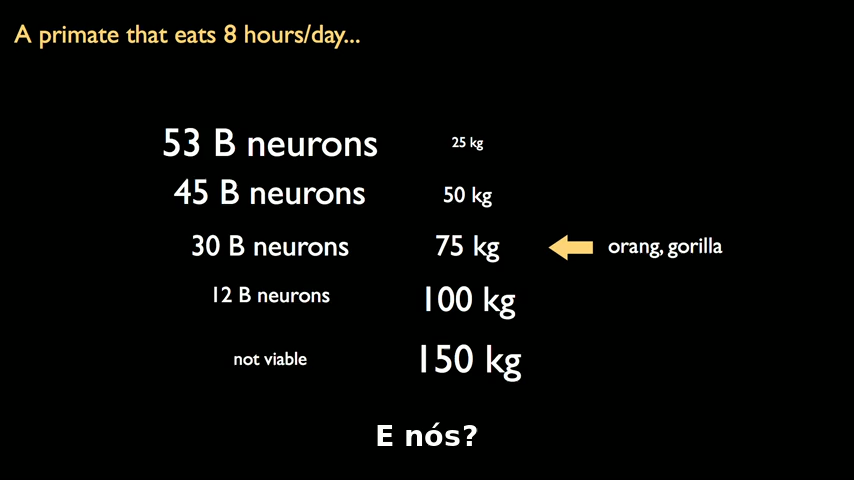 A primate that eats 8 hours/day...
53 B neurons 25 kg
45 B neurons 50 kg
30 B neurons 75 kg orang, gorilla
12 B neurons 100 kg
not viable 150 kg
E nós?